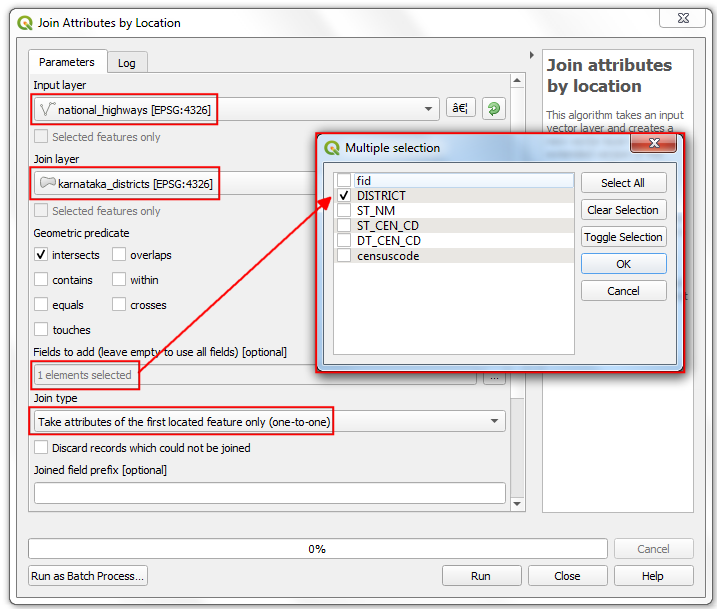 Join Attributes by Location
Parameters
Log
Input layer
national_highways [EPSG:4326]
…
Selected features only
Join layer
karnataka_districts [EPSG:4326]
Selected features only
Geometric predicate
intersects
overlaps
contains
within
equals
crosses
touches
Fields to add (leave empty to use all fields) [optional]
1 elements selected
...
Join type
Take attributes of the first located feature only (one-to-one)
Discard records which could not be joined
Joined field prefix [optional]
Join attributes
by location
This algorithm takes an input
vector layer and creates a
Multiple selection
fid
DISTRICT
ST_NM
ST_CEN_CD
DT_CEN_CD
censuscode
Select All
Clear Selection
Toggle Selection
OK
Cancel
0%
Cancel
Run as Batch Process...
Run
Close
Help